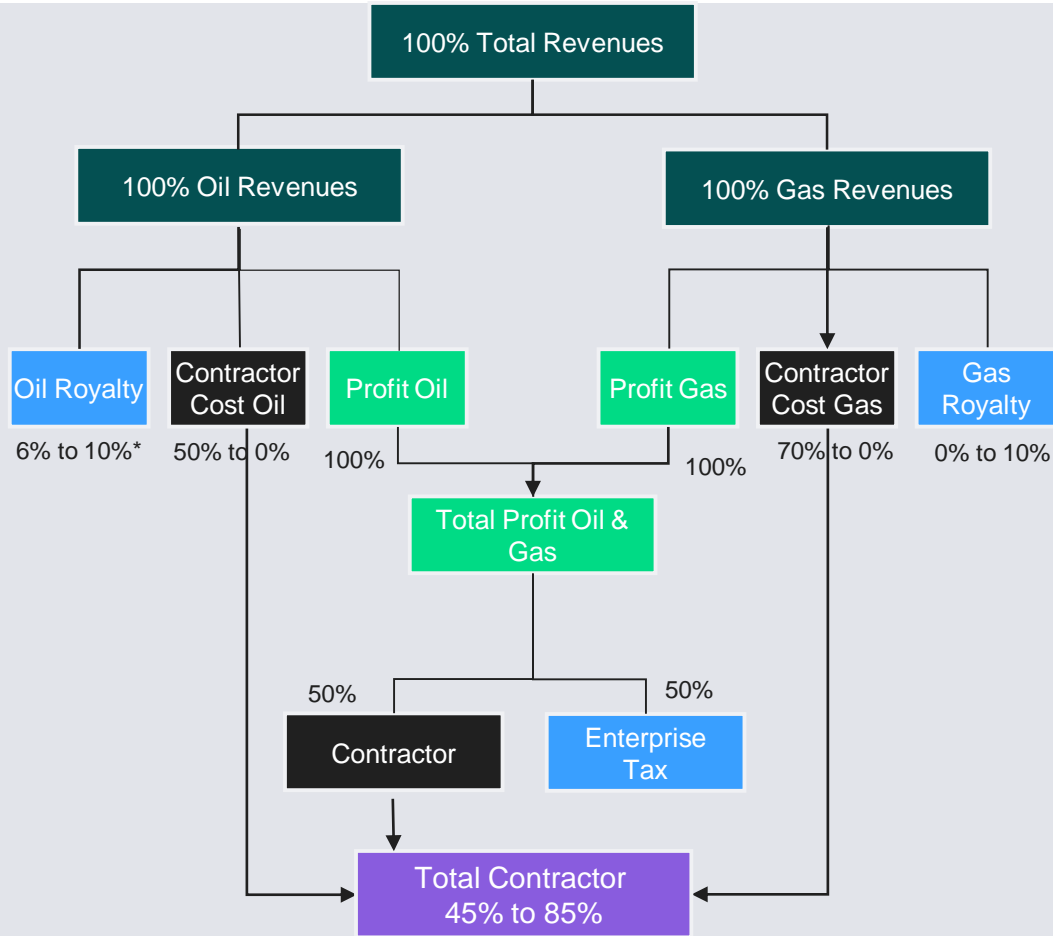 100% Total Revenues
100% Oil Revenues
100% Gas Revenues
Oil Royalty
Contractor
Cost Oil
Profit Oil
Profit Gas
Contractor
Cost Gas
Gas
Royalty
6% to 10%*
50% to 0%
100%
100%
70% to 0%
0% to 10%
Total Profit Oil &
Gas
50%
50%
Contractor
Enterprise
Tax
Total Contractor
45% to 85%